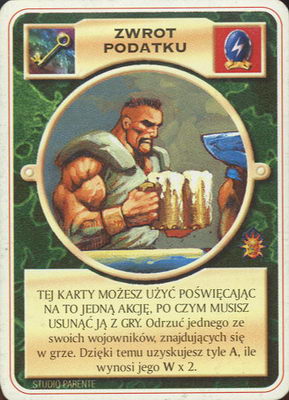 ZWROT
PODATKU
TEJ KARTY MOŻESZ UŻYĆ POŚWIĘCAJĄC
NA TO JEDNĄ AKCJĘ, PO CZYM MUSISZ
USUNĄĆ JĄ Z GRY. Odrzuć jednego ze
swoich wojowników, znajdujących się
w grze. Dzięki temu uzyskujesz tyle A, ile
wynosi jego W x 2.
STUDIO PARENTE